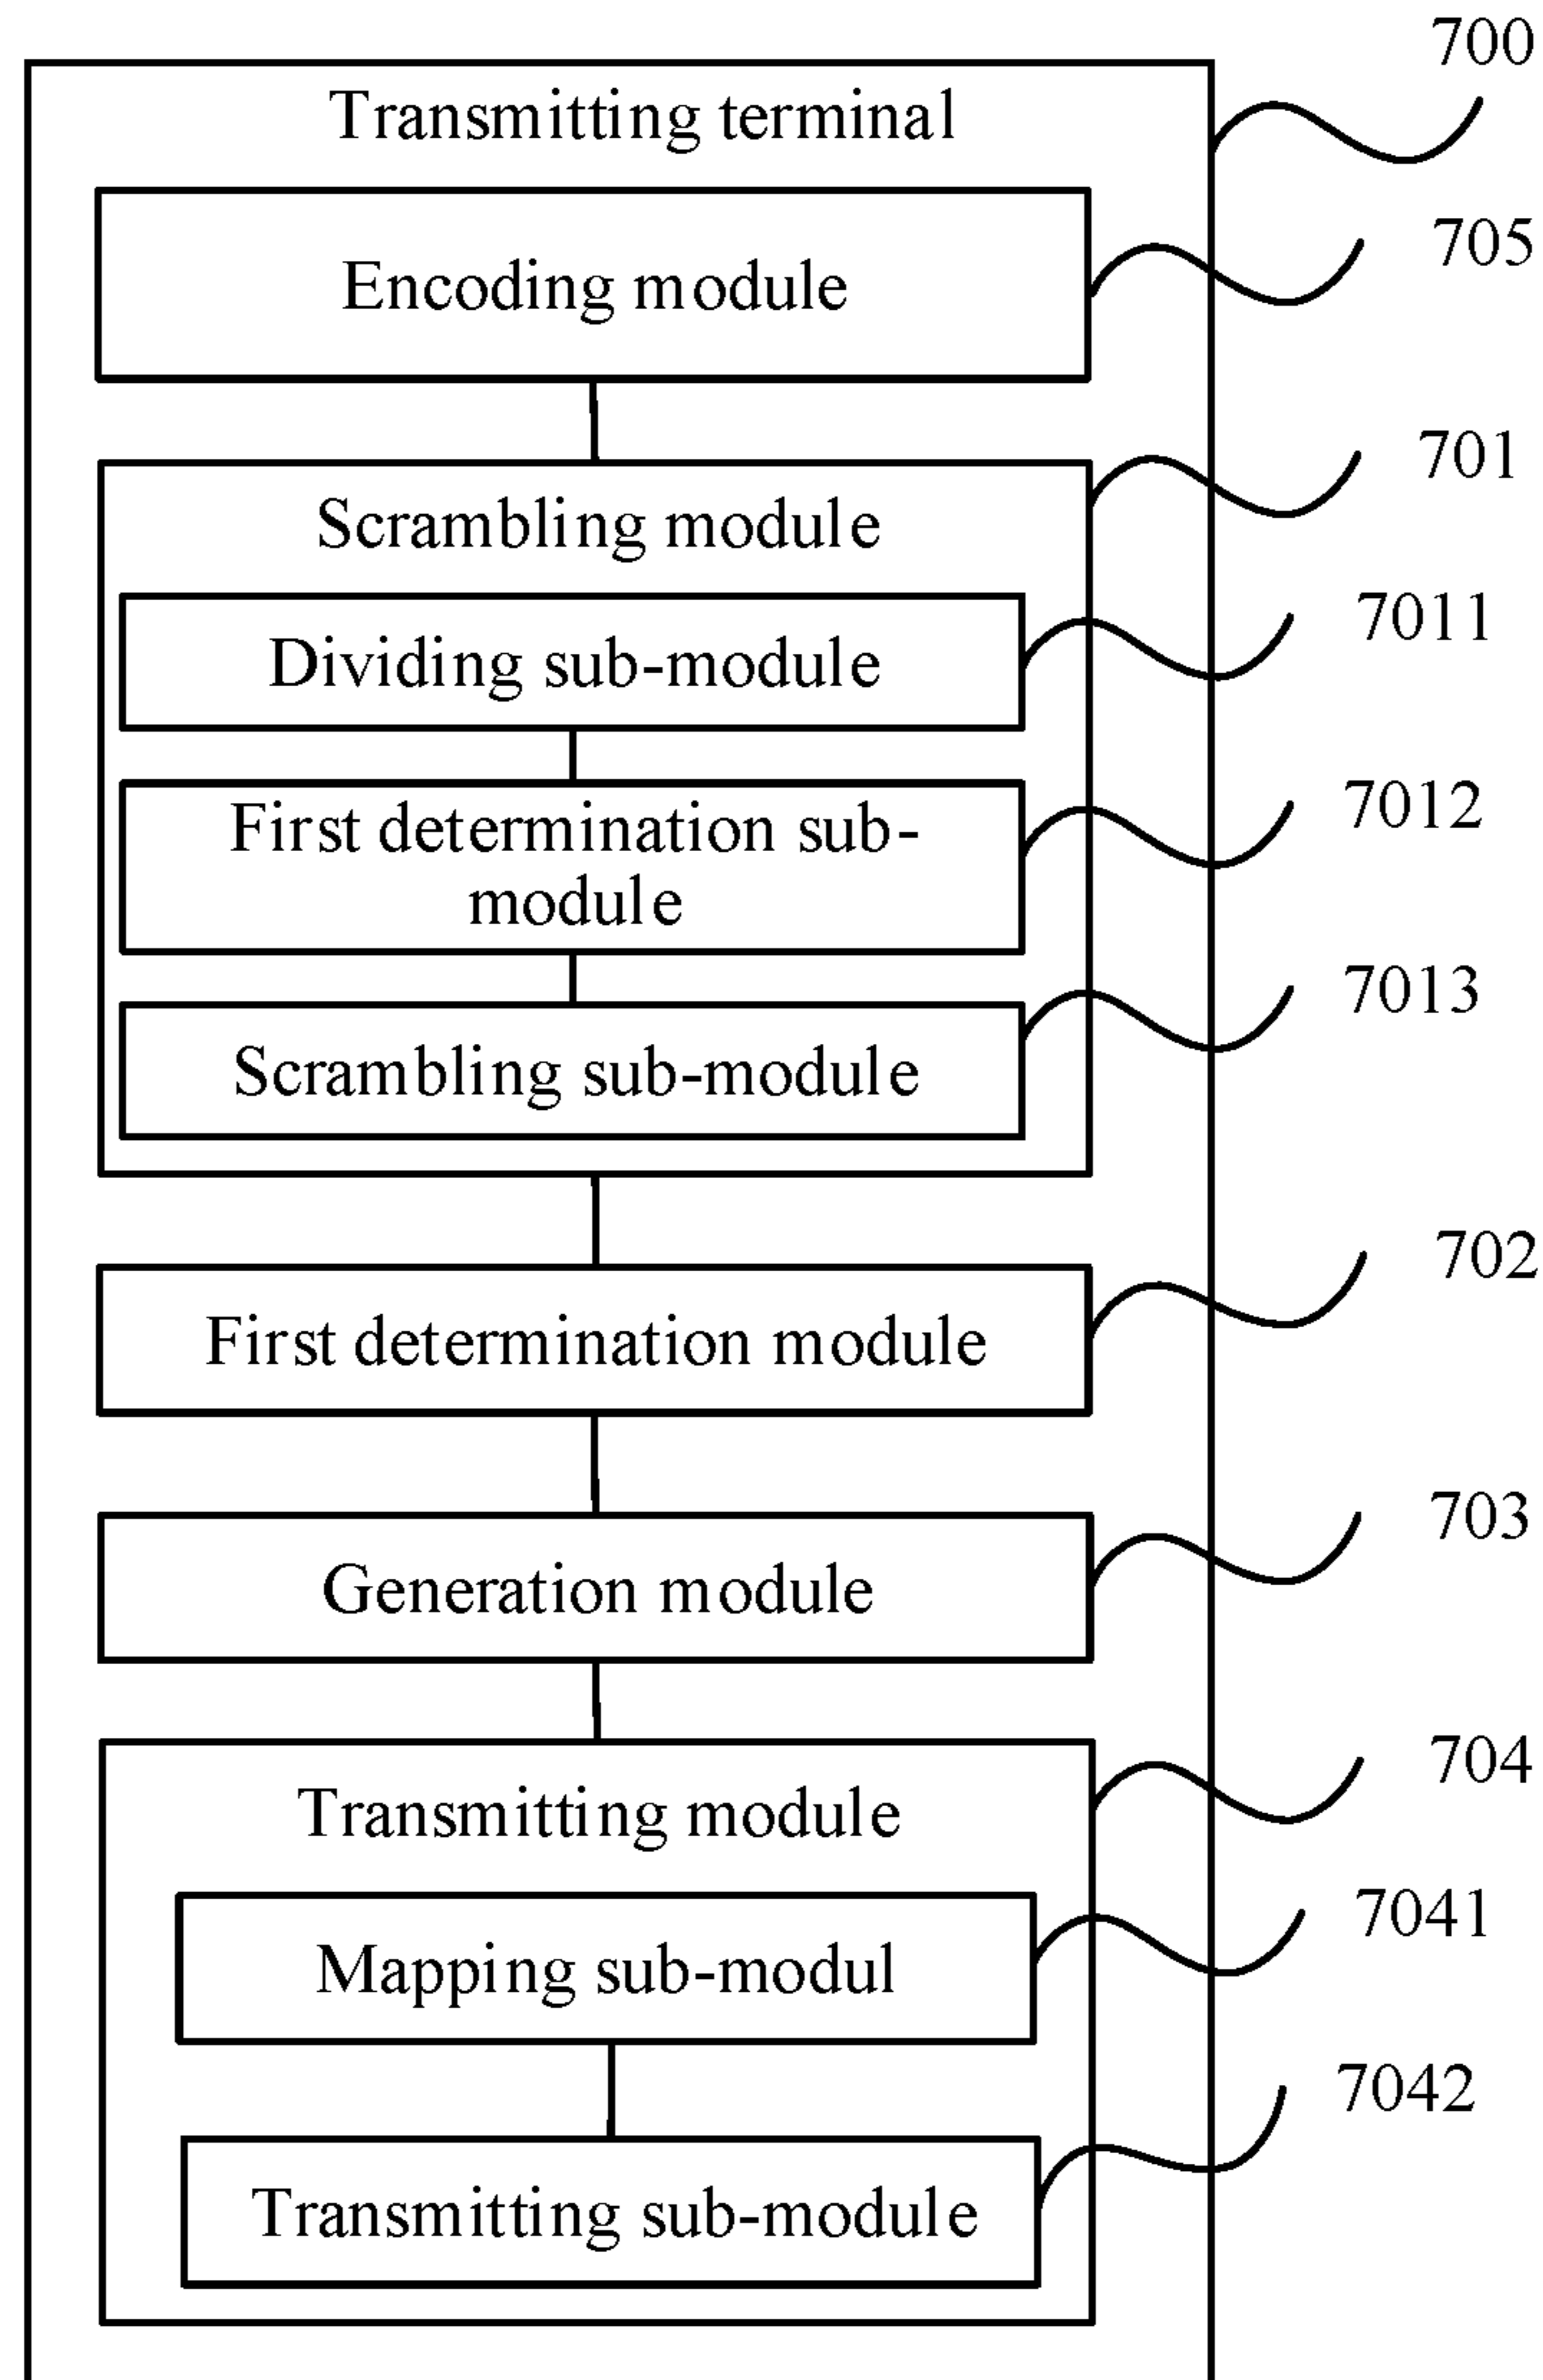 700
Transmitting terminal
705
Encoding module
701
Scrambling module
7011
Dividing sub-module
7012
First determination sub-
module
7013
Scrambling sub-module
702
First determination module
703
Generation module
704
Transmitting module
7041
Mapping sub-modul
7042
Transmitting sub-module